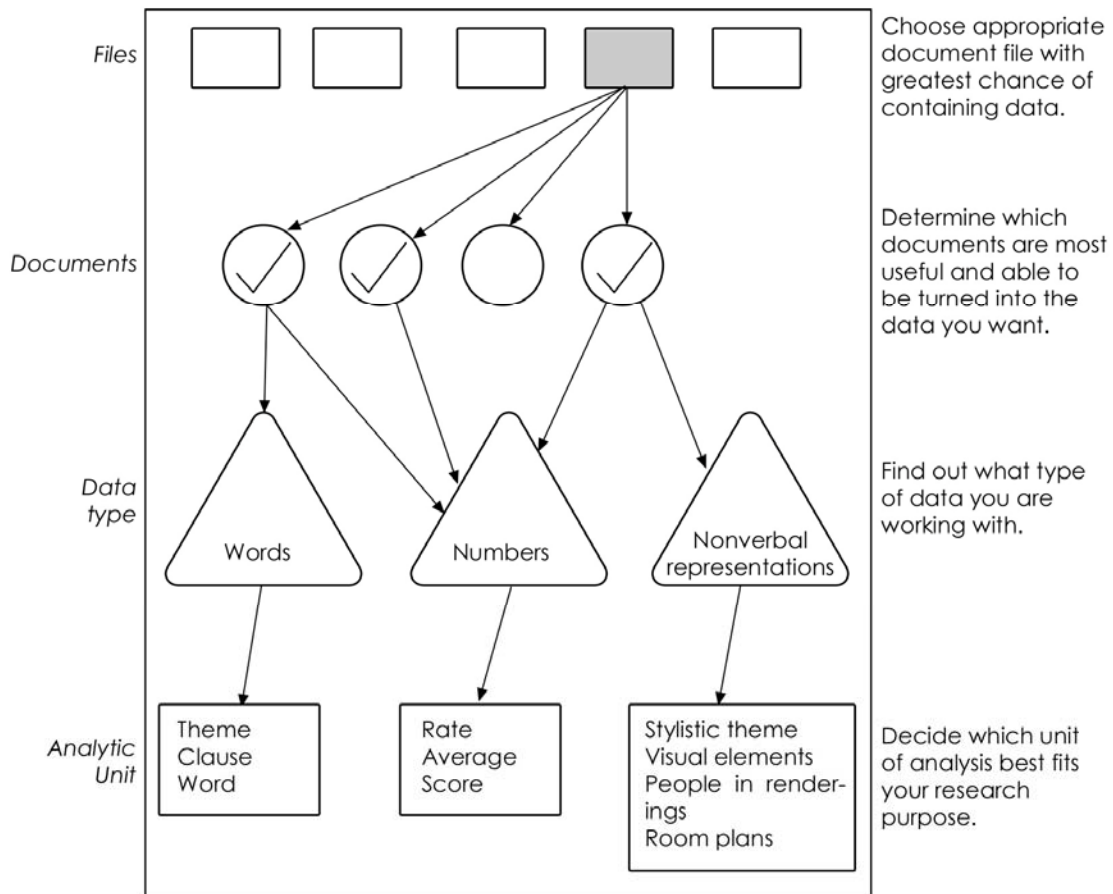 Files
Choose appropriate
document file with
greatest chance of
containing data.
Documents
Determine which
documents are most
useful and able to
be turned into the
data you want.
Data
type
Words
Numbers
Nonverbal
representations
Find out what type
of data you are
working with.
Analytic
Unit
Theme
Clause
Word
Rate
Average
Score
Stylistic theme
Visual elements
People in render-
ings
Room plans
Decide which unit
of analysis best fits
your research
purpose.